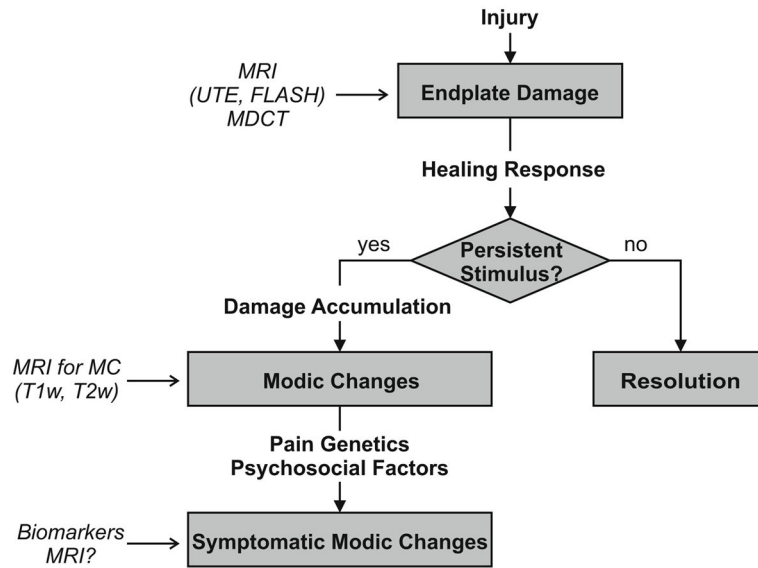 Injury
MRI
(UTE, FLASH)
MDCT
Endplate Damage
Healing Response
yes
Persistent
Stimulus?
no
Damage Accumulation
MRI for MC
(T1w, T2w)
Modic Changes
Resolution
Pain Genetics
Psychosocial Factors
Biomarkers
MRI?
Symptomatic Modic Changes